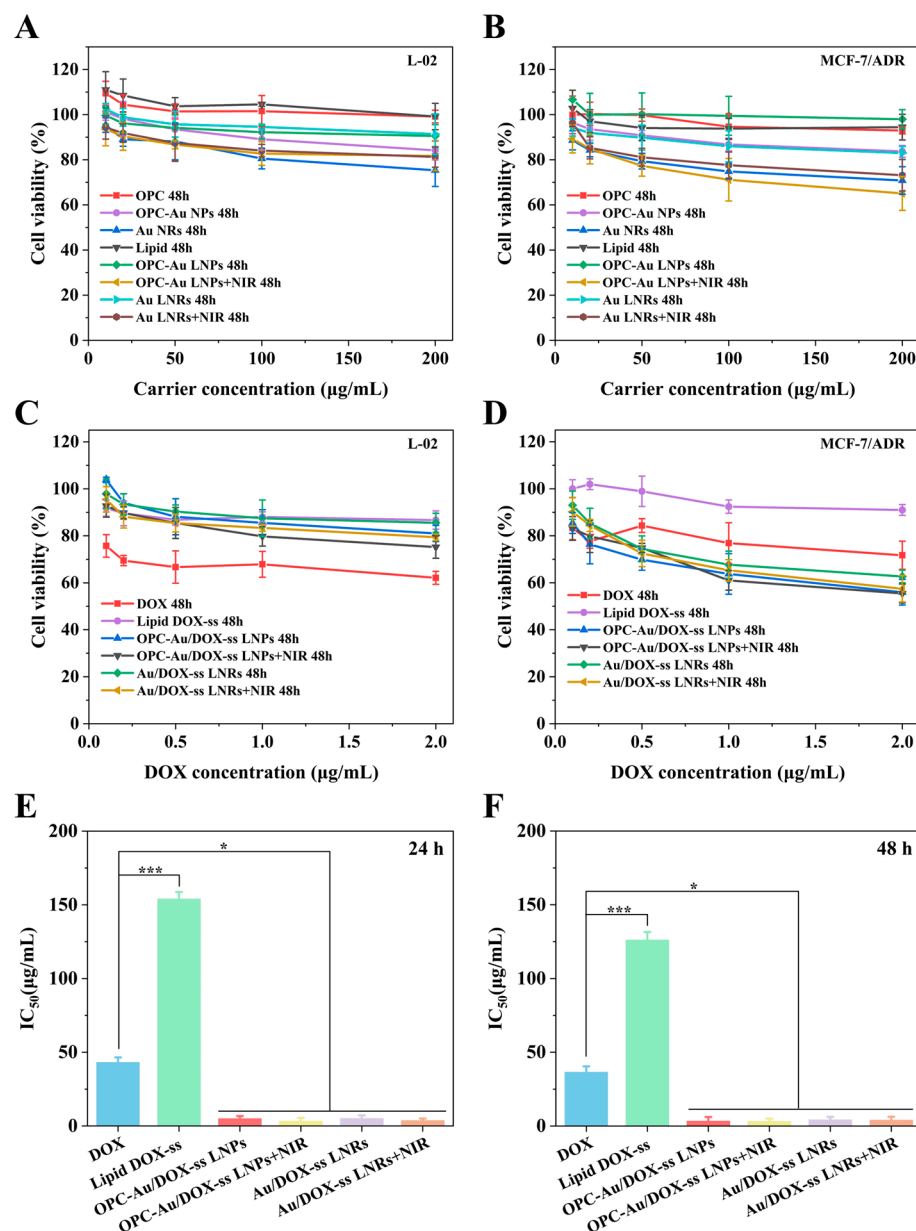 A
L-02
120
100
80
60
40
20
0
Cell viability (%)
OPC 48h
OPC-Au NPs 48h
Au NRs 48h
Lipid 48h
OPC-Au LNPs 48h
OPC-Au LNPs+NIR 48h
Au LNRs 48h
Au LNRs+NIR 48h
0 50 100 150 200
Carrier concentration (μg/mL)
B
MCF-7/ADR
120
100
80
60
40
20
0
Cell viability (%)
OPC 48h
OPC-Au NPs 48h
Au NRs 48h
Lipid 48h
OPC-Au LNPs 48h
OPC-Au LNPs+NIR 48h
Au LNRs 48h
Au LNRs+NIR 48h
0 50 100 150 200
Carrier concentration (μg/mL)
C
L-02
120
100
80
60
40
20
0
Cell viability (%)
DOX 48h
Lipid DOX-ss 48h
OPC-Au/DOX-ss LNPs 48h
OPC-Au/DOX-ss LNPs+NIR 48h
Au/DOX-ss LNRs 48h
Au/DOX-ss LNRs+NIR 48h
0.0 0.5 1.0 1.5 2.0
DOX concentration (μg/mL)
D
MCF-7/ADR
120
100
80
60
40
20
0
Cell viability (%)
DOX 48h
Lipid DOX-ss 48h
OPC-Au/DOX-ss LNPs 48h
OPC-Au/DOX-ss LNPs+NIR 48h
Au/DOX-ss LNRs 48h
Au/DOX-ss LNRs+NIR 48h
0.0 0.5 1.0 1.5 2.0
DOX concentration (μg/mL)
E
24 h
200
150
100
50
0
IC50(μg/mL)
*
***
DOX
Lipid DOX-ss
OPC-Au/DOX-ss LNPs
OPC-Au/DOX-ss LNPs+NIR
Au/DOX-ss LNRs
Au/DOX-ss LNRs+NIR
F
48 h
200
150
100
50
0
IC50(μg/mL)
*
***
DOX
Lipid DOX-ss
OPC-Au/DOX-ss LNPs
OPC-Au/DOX-ss LNPs+NIR
Au/DOX-ss LNRs
Au/DOX-ss LNRs+NIR